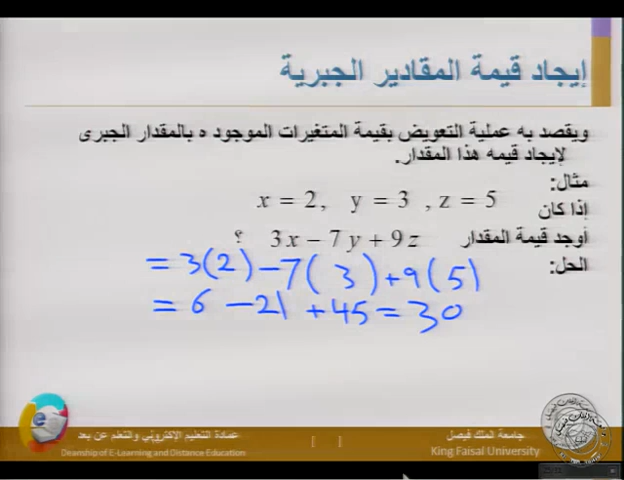 إيجاد قيمة المقادير الجبرية
ويقصد به عملية التعويض بقيمة المتغيرات الموجود ه بالمقدار الجبرى
لإيجاد قيمه هذا المقدار.
مثال:
إذا كان x = 2, y = 3 , z = 5
أوجد قيمة المقدار 3x − 7y + 9z ؟
الحل:
= 3(2) − 7(3) + 9(5)
= 6 − 21 + 45 = 30
جامعة الملك فيصل
King Faisal University
[ ]
عمادة التعليم الإلكتروني والتعلم عن بعد
Deanship of E-Learning and Distance Education